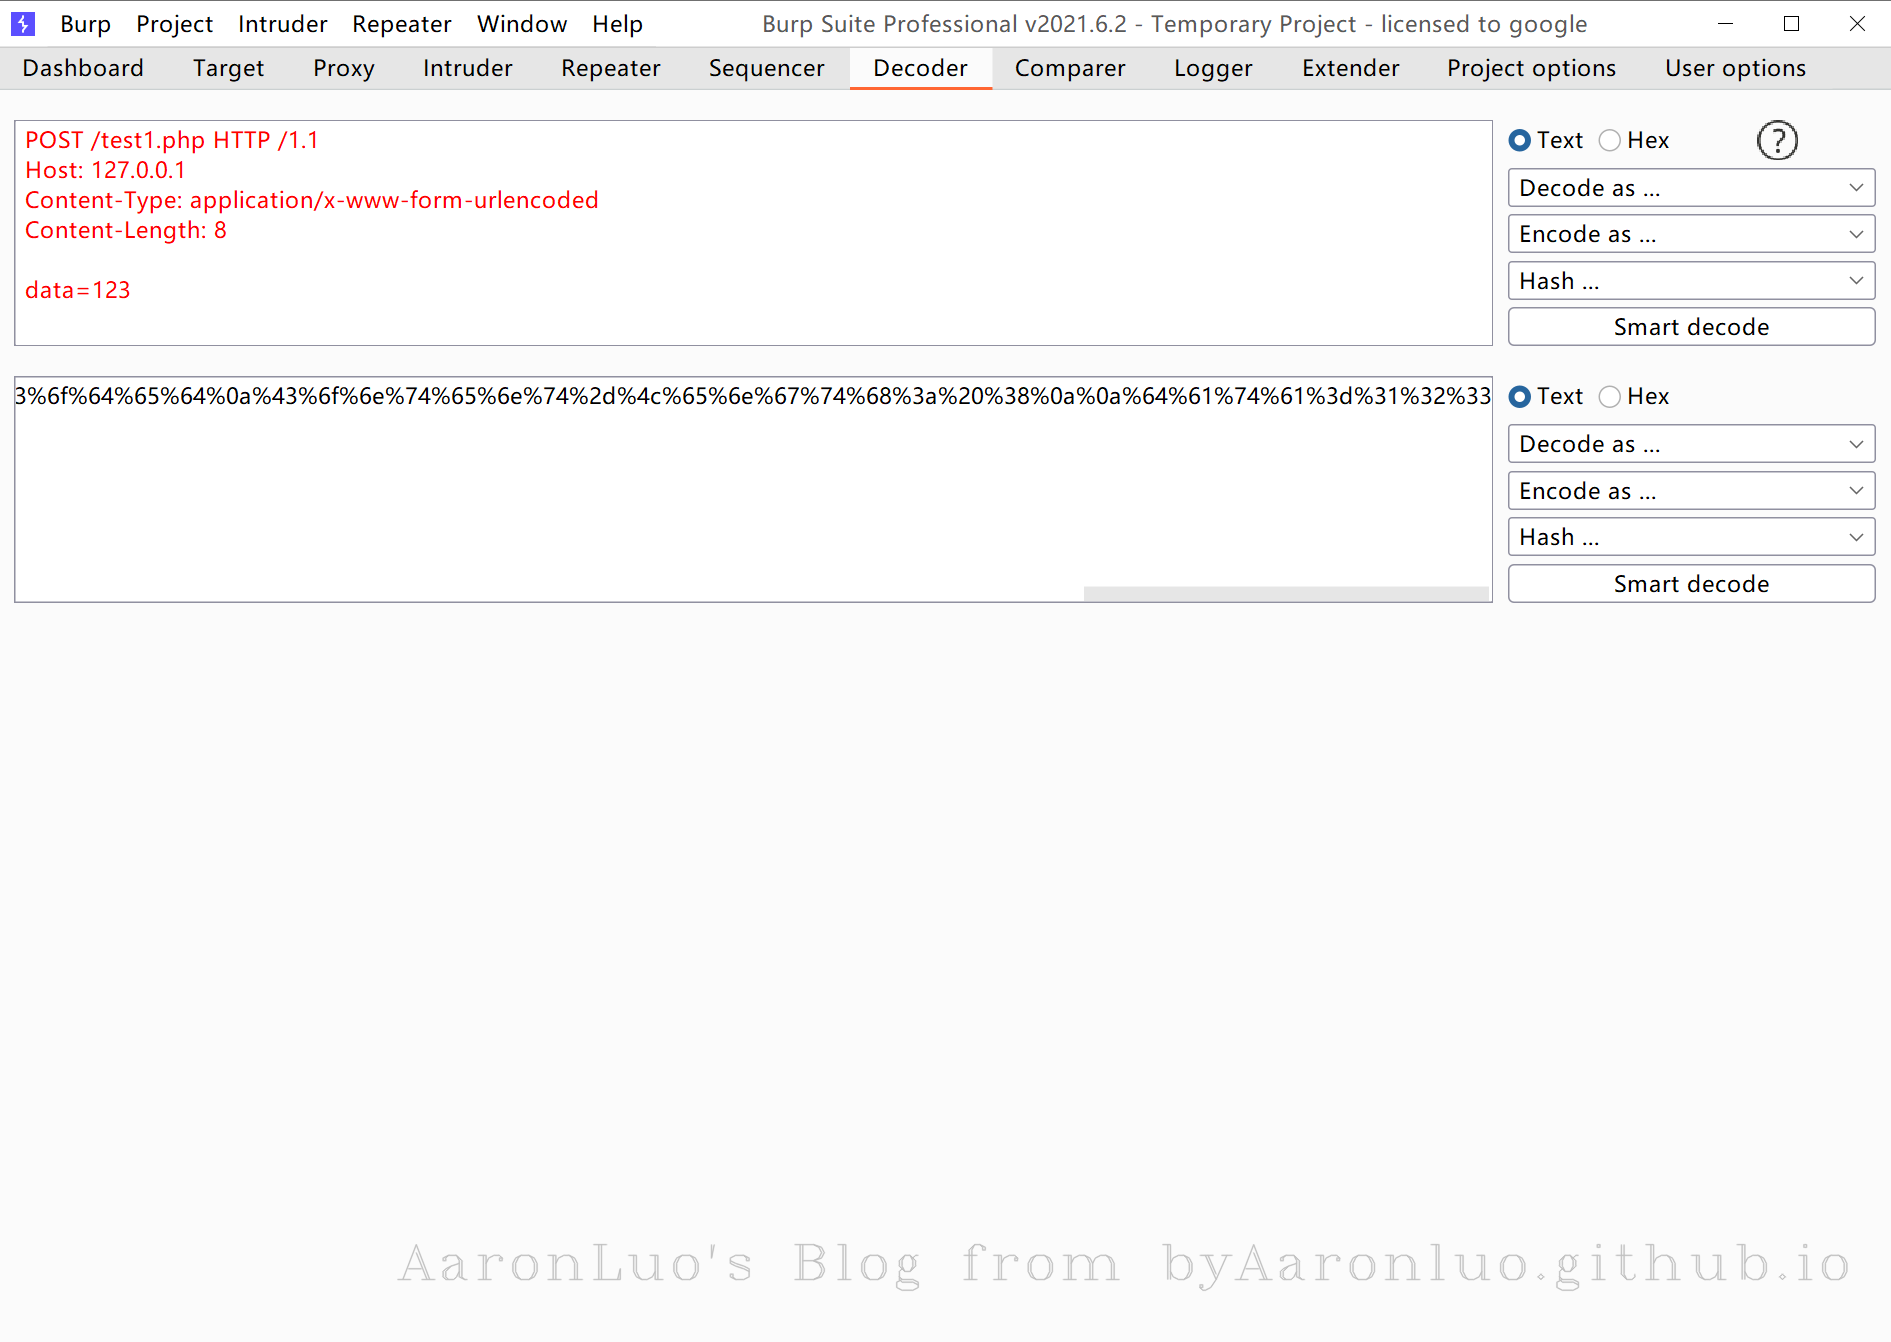 Burp Project Intruder Repeater Window Help Burp Suite Professional v2021.6.2 - Temporary Project - licensed to google
Dashboard Target Proxy Intruder Repeater Sequencer Decoder Comparer Logger Extender Project options User options
POST /test1.php HTTP /1.1
Host: 127.0.0.1
Content-Type: application/x-www-form-urlencoded
Content-Length: 8
data=123
Text Hex ?
Decode as ...
Encode as ...
Hash ...
Smart decode
3%6f%64%65%64%0a%43%6f%6e%74%65%6e%74%2d%4c%65%6e%67%74%68%3a%20%38%0a%0a%64%61%74%61%3d%31%32%33
Text Hex
Decode as ...
Encode as ...
Hash ...
Smart decode
AaronLuo's Blog from byAaronluo.github.io